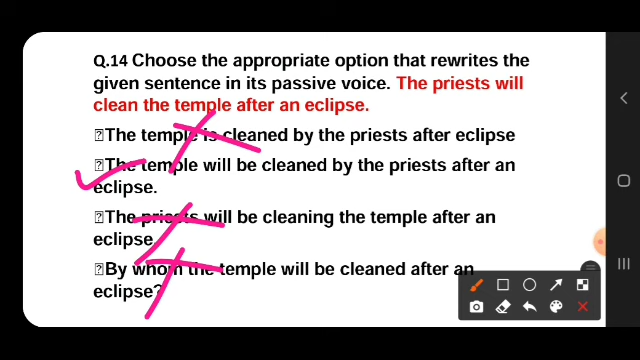 Q.14 Choose the appropriate option that rewrites the
given sentence in its passive voice. The priests will
clean the temple after an eclipse.
The temple is cleaned by the priests after eclipse
The temple will be cleaned by the priests after an
eclipse.
The priests will be cleaning the temple after an
eclipse.
By whom the temple will be cleaned after an
eclipse?